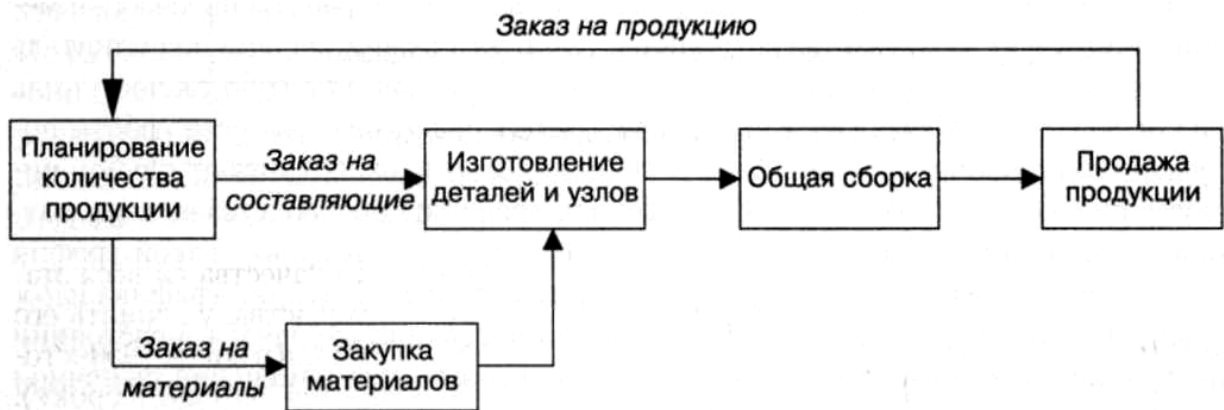 Заказ на продукцию
Планирование
количества
продукции
Заказ на
составляющие
Изготовление
деталей и узлов
Общая сборка
Продажа
продукции
Заказ на
материалы
Закупка
материалов